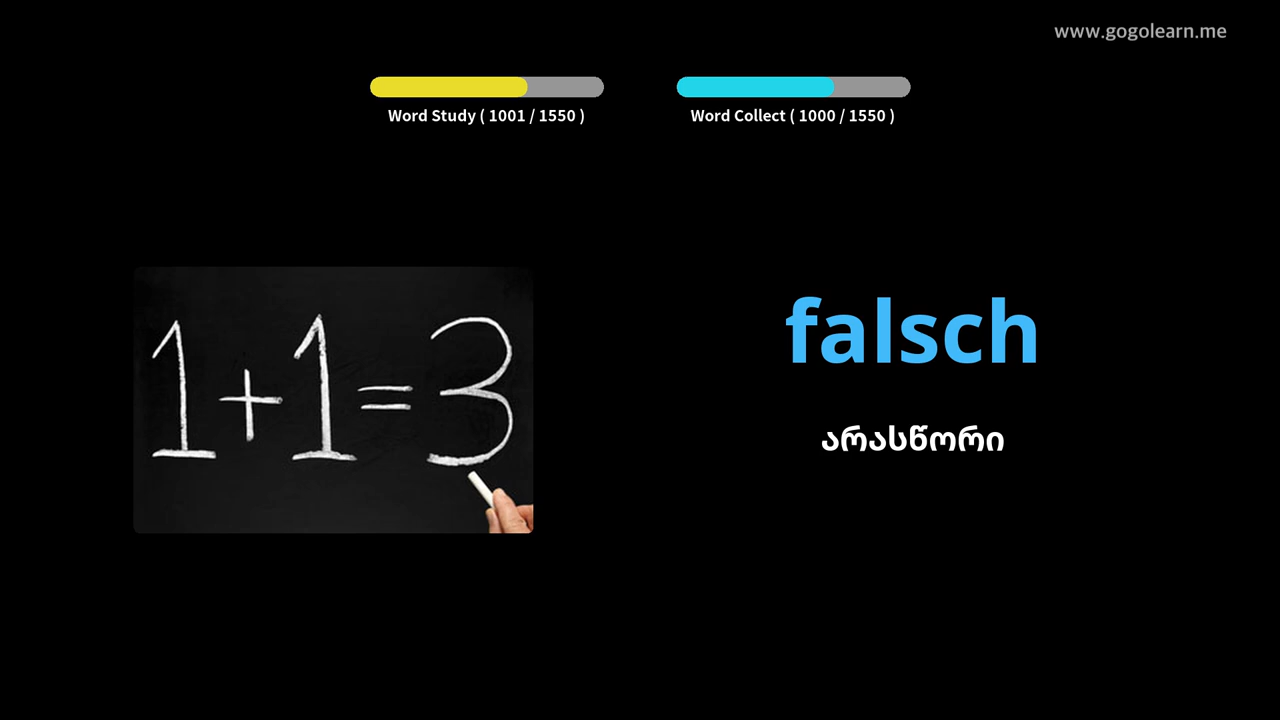 www.gogolearn.me
Word Study ( 1001 / 1550 )
Word Collect ( 1000 / 1550 )
1+1=3
falsch
არასწორი